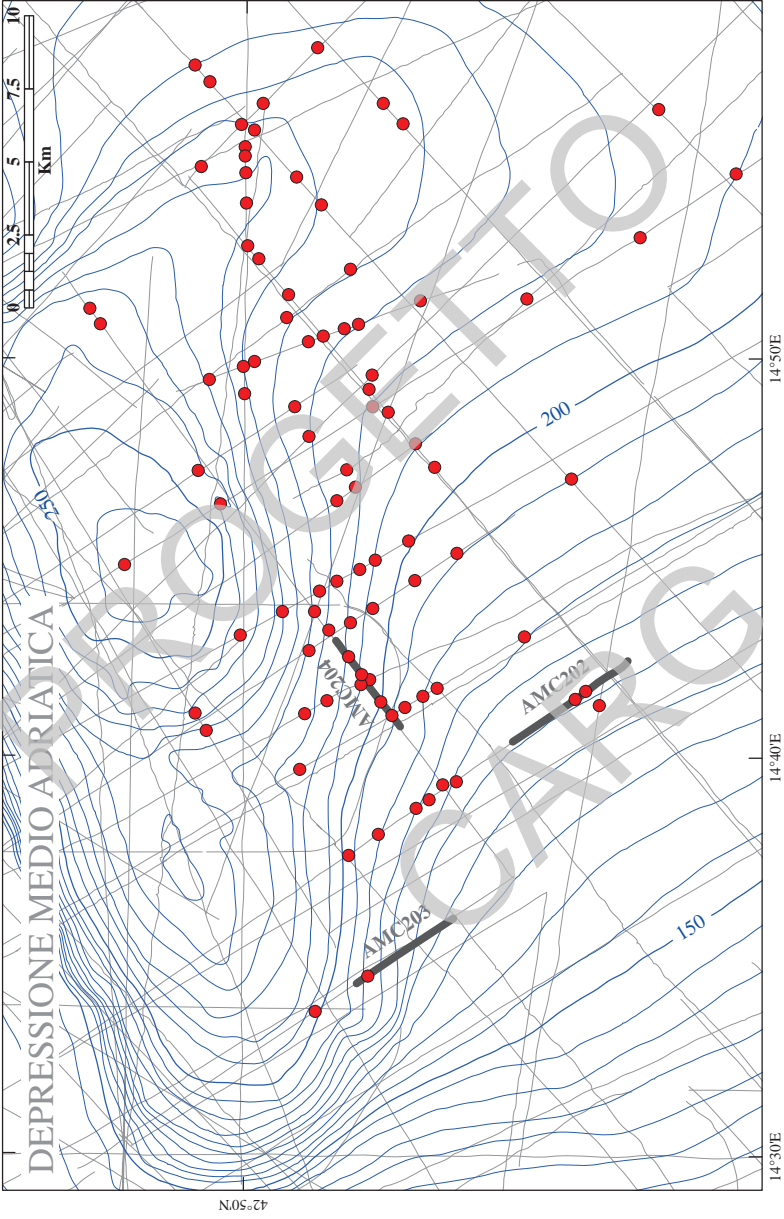 DEPRESSIONE MEDIO ADRIATICA
0 2.5 5 7.5 10
Km
250
200
150
AMC204
AMC202
AMC203
PROGETTO
CARG
42°50'N
14°30'E
14°40'E
14°50'E